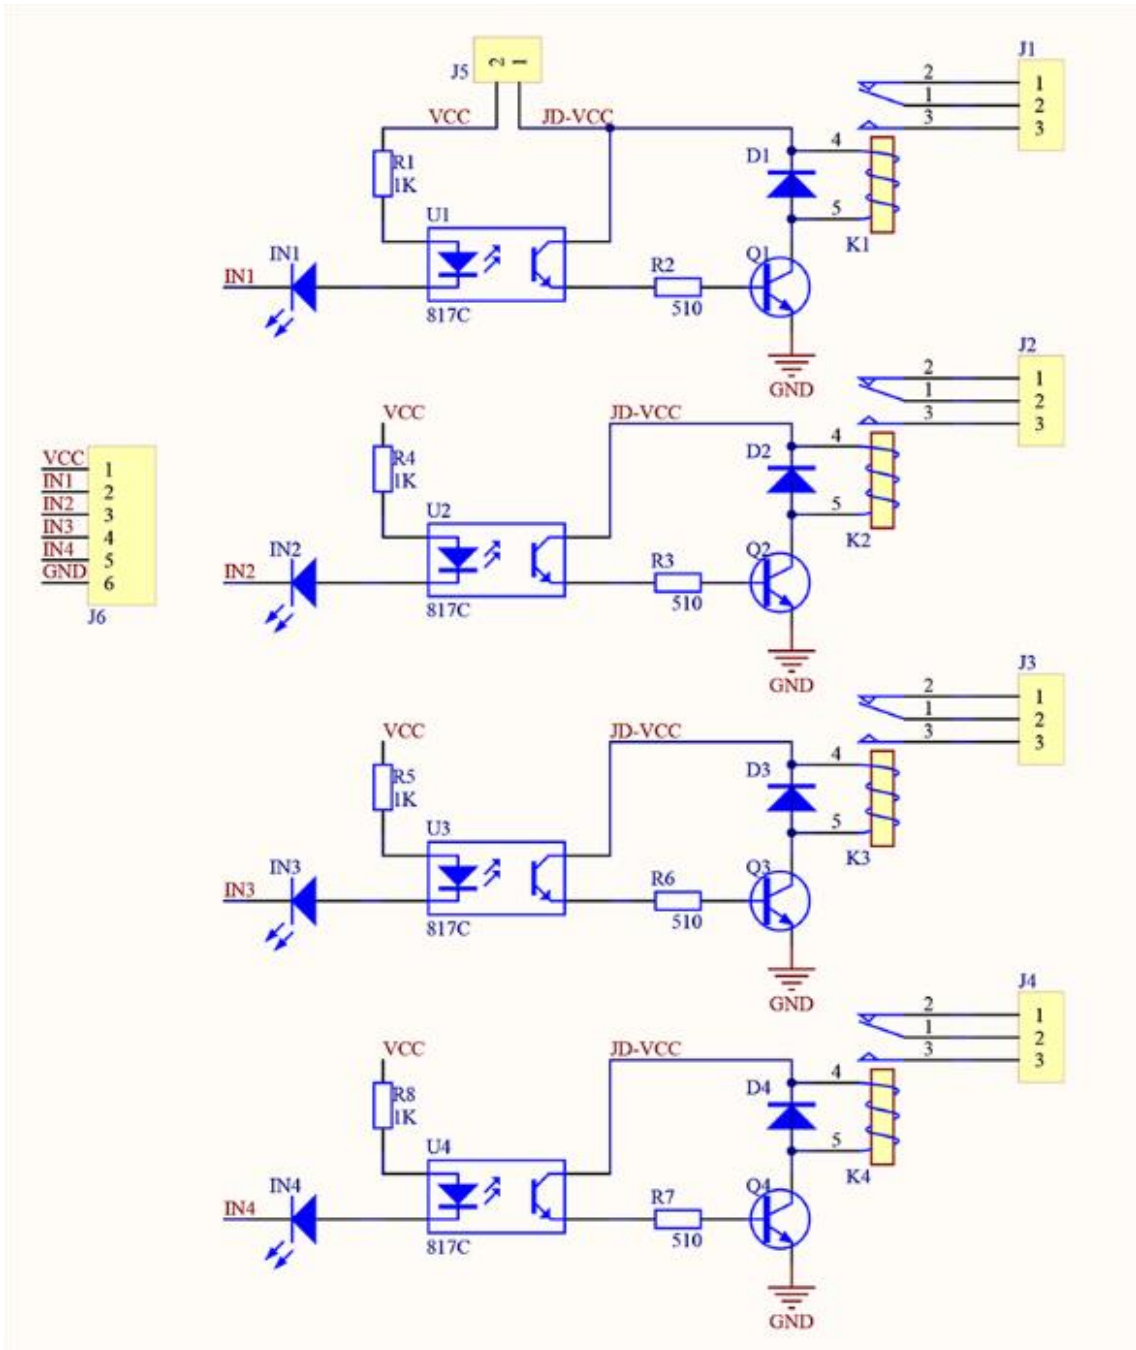 J5 2 1
J1
VCC JD-VCC
2 1
1 2
3 3
R1
1K
D1 4
5
K1
U1
IN1
IN1
817C
R2
510
Q1
GND
J2
2 1
1 2
3 3
VCC JD-VCC
R4
1K
D2 4
5
K2
U2
IN2
IN2
817C
R3
510
Q2
GND
VCC 1
IN1 2
IN2 3
IN3 4
IN4 5
GND 6
J6
J3
2 1
1 2
3 3
VCC JD-VCC
R5
1K
D3 4
5
K3
U3
IN3
IN3
817C
R6
510
Q3
GND
J4
2 1
1 2
3 3
VCC JD-VCC
R8
1K
D4 4
5
K4
U4
IN4
IN4
817C
R7
510
Q4
GND